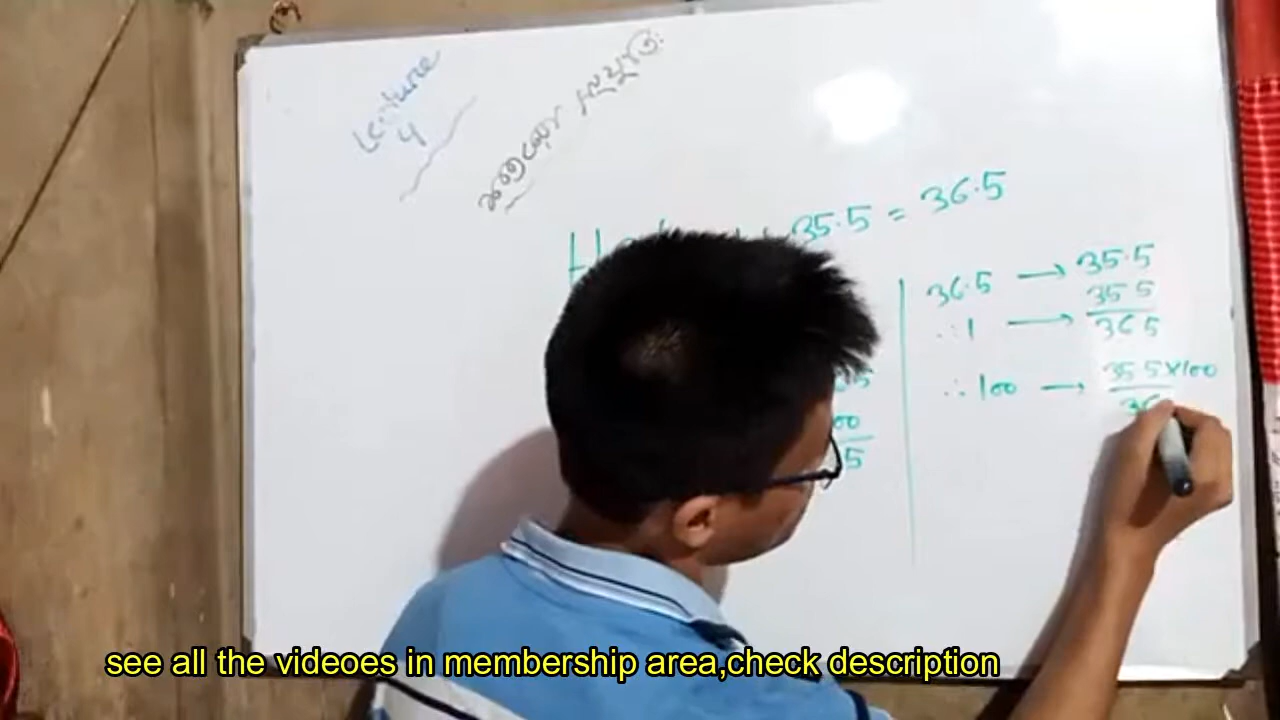 Lecture
4
35.5 = 36.5
36.5 → 35.5
∴ 1 → 35 5 / 36 5
∴ 100 → 35 5 × 100 / 36
00
5
see all the videoes in membership area,check description